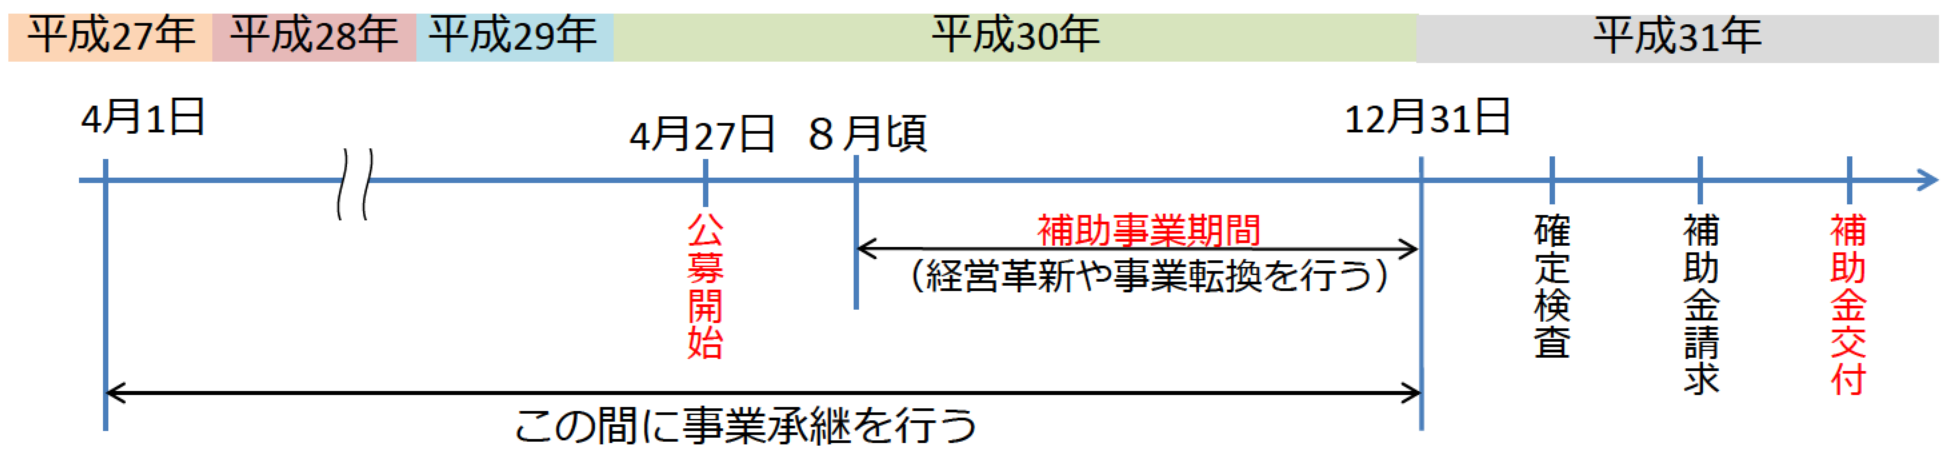 平成27年 平成28年 平成29年 平成30年 平成31年
4月1日
4月27日
８月頃
12月31日
公募開始
補助事業期間
（経営革新や事業転換を行う）
確定検査
補助金請求
補助金交付
この間に事業承継を行う